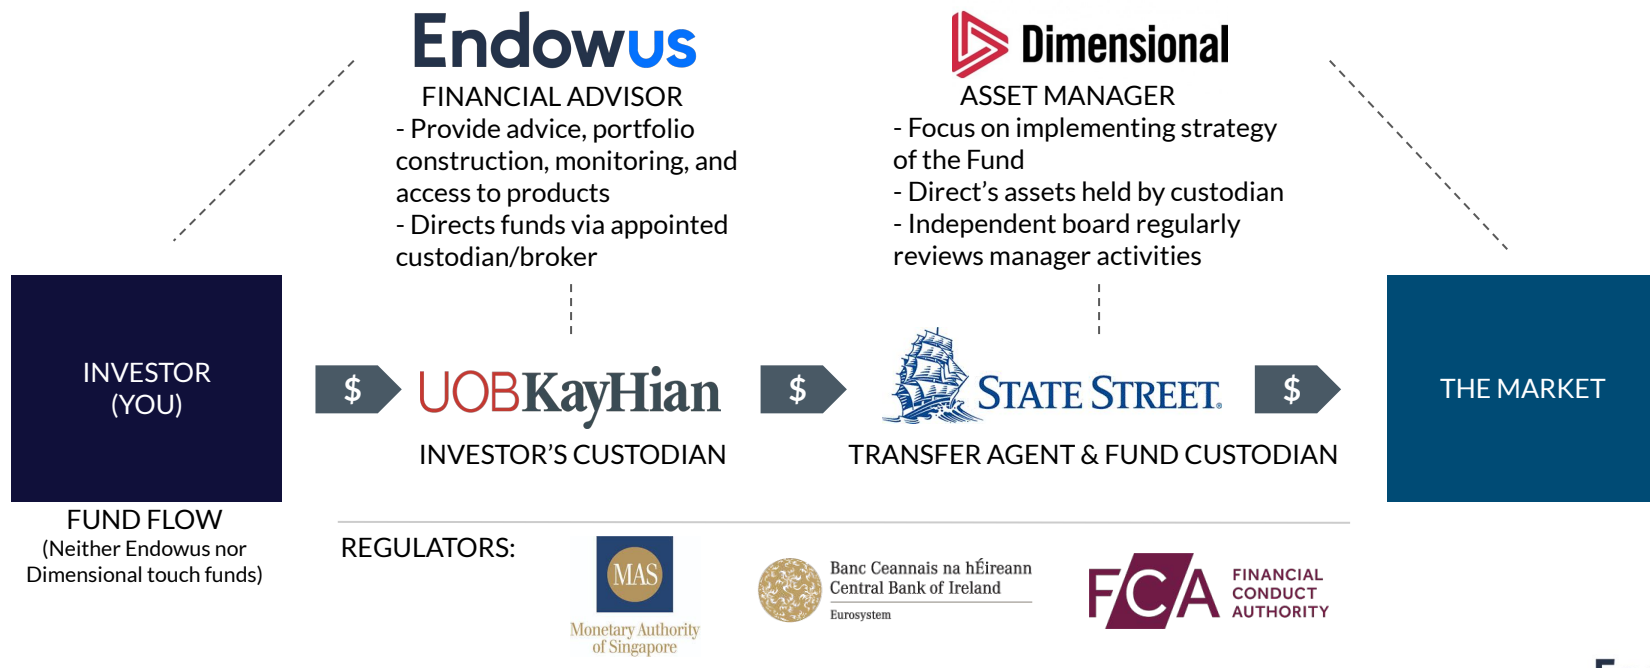 Endowus
FINANCIAL ADVISOR
- Provide advice, portfolio
construction, monitoring, and
access to products
- Directs funds via appointed
custodian/broker
Dimensional
ASSET MANAGER
- Focus on implementing strategy
of the Fund
- Direct’s assets held by custodian
- Independent board regularly
reviews manager activities
INVESTOR
(YOU)
$
UOBKayHian
INVESTOR’S CUSTODIAN
$
STATE STREET®
TRANSFER AGENT & FUND CUSTODIAN
$
THE MARKET
FUND FLOW
(Neither Endowus nor
Dimensional touch funds)
REGULATORS:
MAS
Monetary Authority
of Singapore
Banc Ceannais na hÉireann
Central Bank of Ireland
Eurosystem
FCA
FINANCIAL
CONDUCT
AUTHORITY